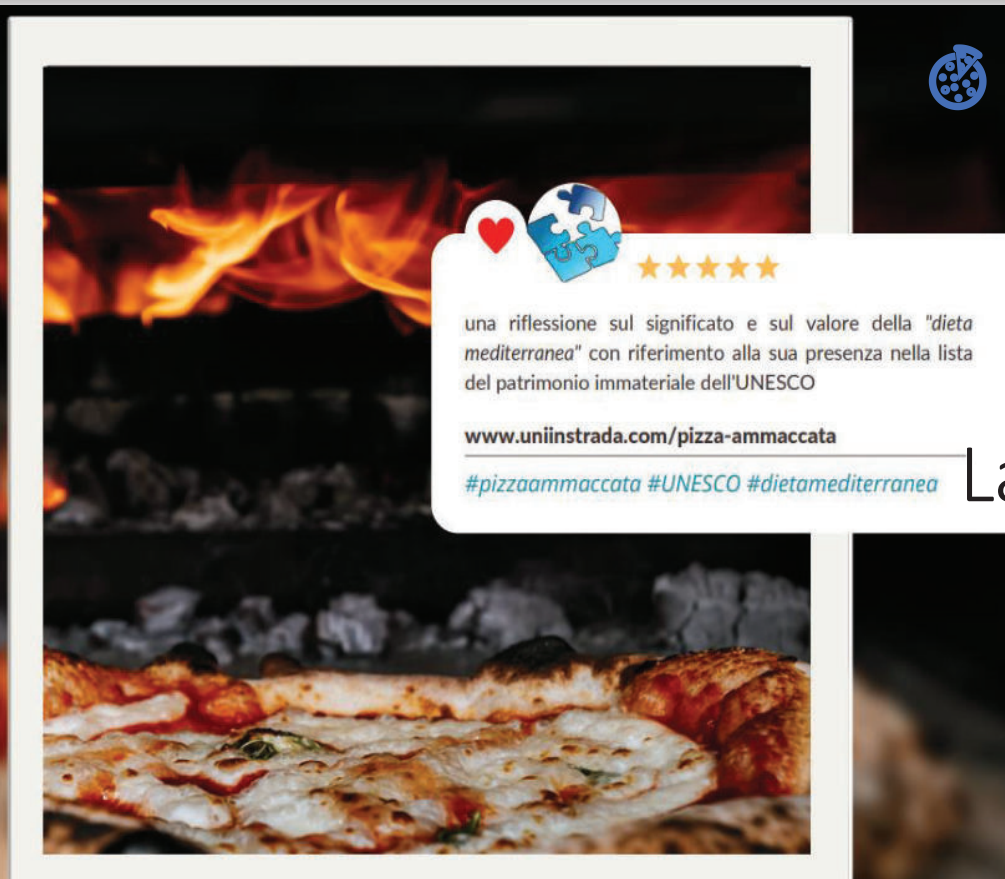 una riflessione sul significato e sul valore della "dieta
mediterranea" con riferimento alla sua presenza nella lista
del patrimonio immateriale dell'UNESCO
www.uniinstrada.com/pizza-ammaccata
#pizzaammaccata #UNESCO #dietamediterranea
La